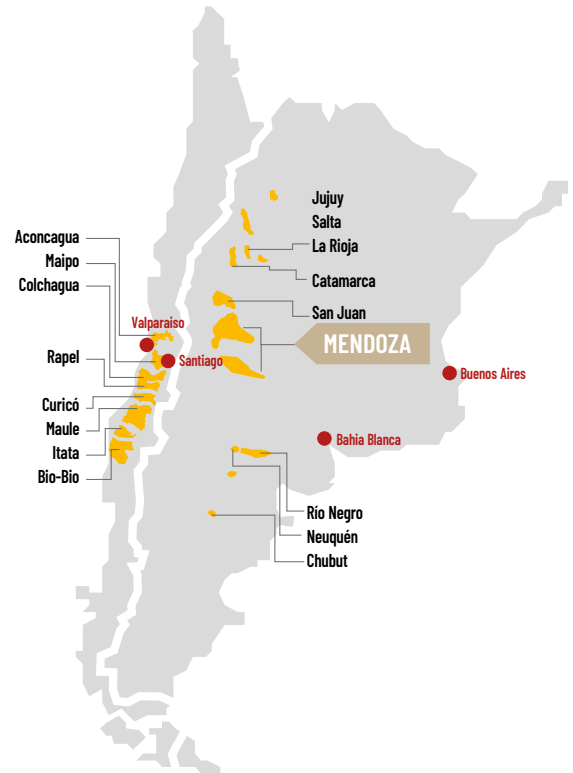 Jujuy
Salta
La Rioja
Catamarca
San Juan
MENDOZA
Aconcagua
Maipo
Colchagua
Valparaiso
Santiago
Rapel
Curicó
Maule
Itata
Bio-Bio
Buenos Aires
Bahia Blanca
Río Negro
Neuquén
Chubut